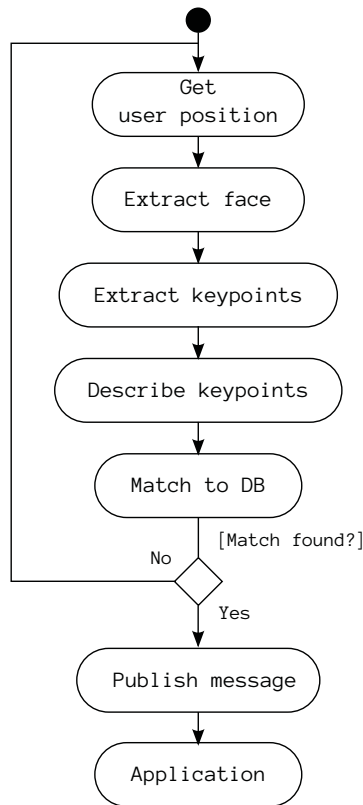 Get
user position
Extract face
Extract keypoints
Describe keypoints
Match to DB
[Match found?]
No
Yes
Publish message
Application